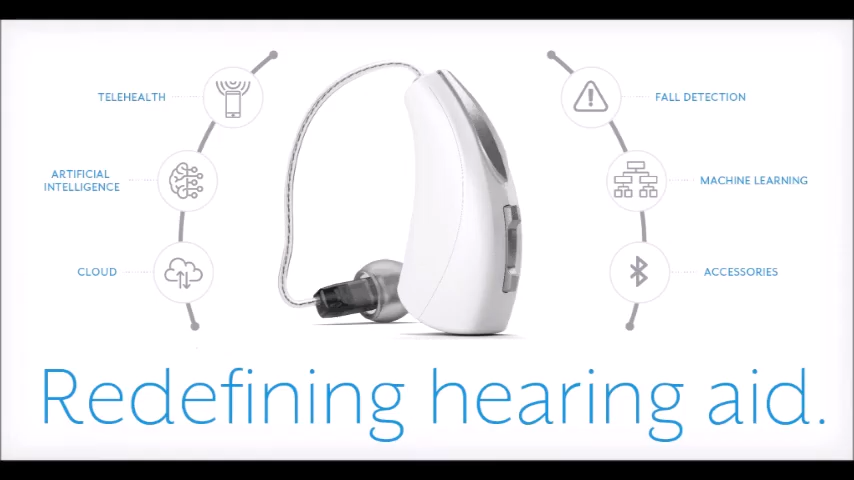 TELEHEALTH
ARTIFICIAL
INTELLIGENCE
CLOUD
FALL DETECTION
MACHINE LEARNING
ACCESSORIES
Redefining hearing aid.